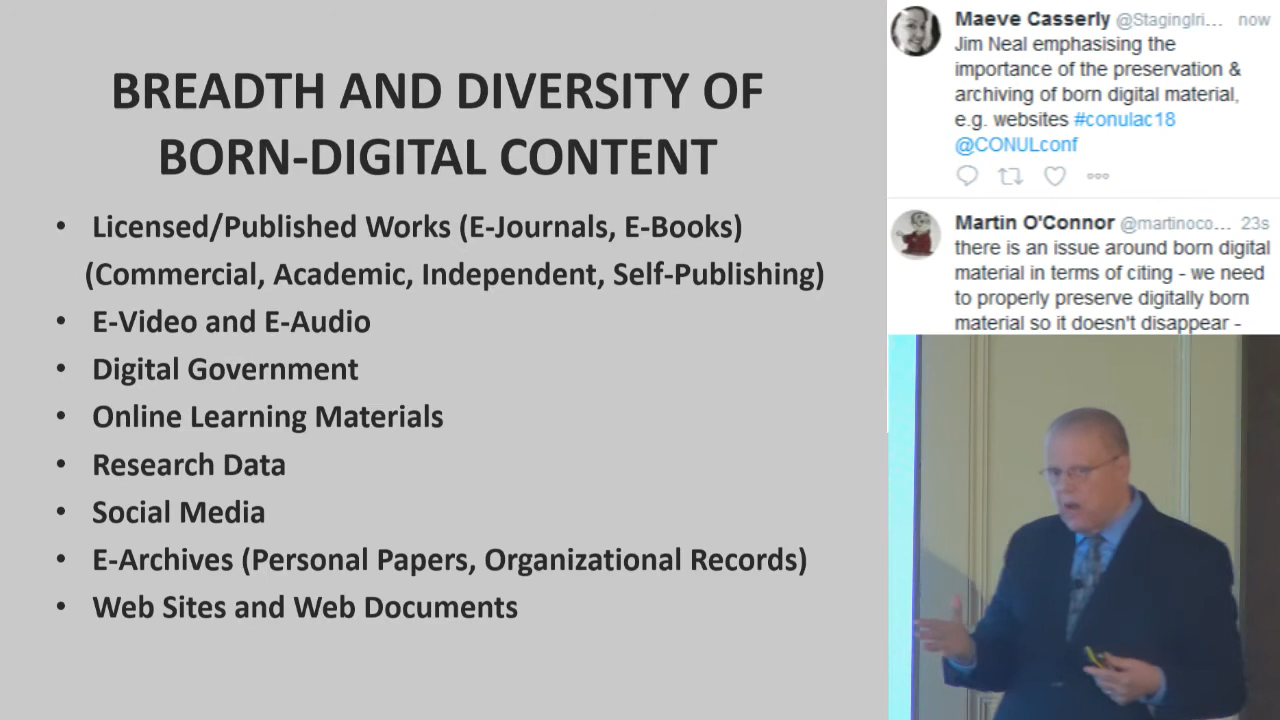 BREADTH AND DIVERSITY OF
BORN-DIGITAL CONTENT
• Licensed/Published Works (E-Journals, E-Books)
(Commercial, Academic, Independent, Self-Publishing)
• E-Video and E-Audio
• Digital Government
• Online Learning Materials
• Research Data
• Social Media
• E-Archives (Personal Papers, Organizational Records)
• Web Sites and Web Documents
Maeve Casserly @StagingIri... now
Jim Neal emphasising the
importance of the preservation &
archiving of born digital material,
e.g. websites #conulac18
@CONULconf
Martin O'Connor @martinoco... 23s
there is an issue around born digital
material in terms of citing - we need
to properly preserve digitally born
material so it doesn't disappear -